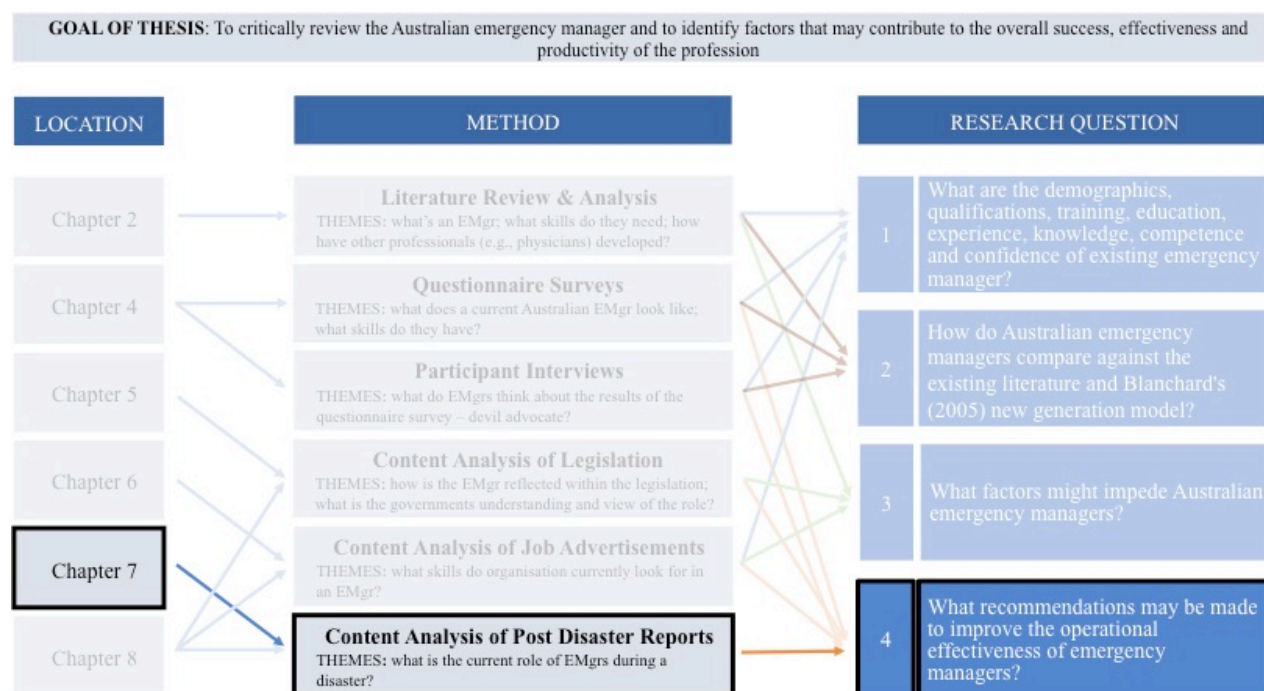 GOAL OF THESIS: To critically review the Australian emergency manager and to identify factors that may contribute to the overall success, effectiveness and
productivity of the profession
LOCATION
METHOD
RESEARCH QUESTION
Chapter 2
Chapter 4
Chapter 5
Chapter 6
Chapter 7
Chapter 8
Literature Review & Analysis
THEMES: what's an EMgr; what skills do they need; how
have other professionals (e.g., physicians) developed?
Questionnaire Surveys
THEMES: what does a current Australian EMgr look like;
what skills do they have?
Participant Interviews
THEMES: what do EMgrs think about the results of the
questionnaire survey – devil advocate?
Content Analysis of Legislation
THEMES: how is the EMgr reflected within the legislation;
what is the governments understanding and view of the role?
Content Analysis of Job Advertisements
THEMES: what skills do organisation currently look for in
an EMgr?
Content Analysis of Post Disaster Reports
THEMES: what is the current role of EMgrs during a
disaster?
1
What are the demographics,
qualifications, training, education,
experience, knowledge, competence
and confidence of existing emergency
manager?
2
How do Australian emergency
managers compare against the
existing literature and Blanchard's
(2005) new generation model?
3
What factors might impede Australian
emergency managers?
4
What recommendations may be made
to improve the operational
effectiveness of emergency
managers?